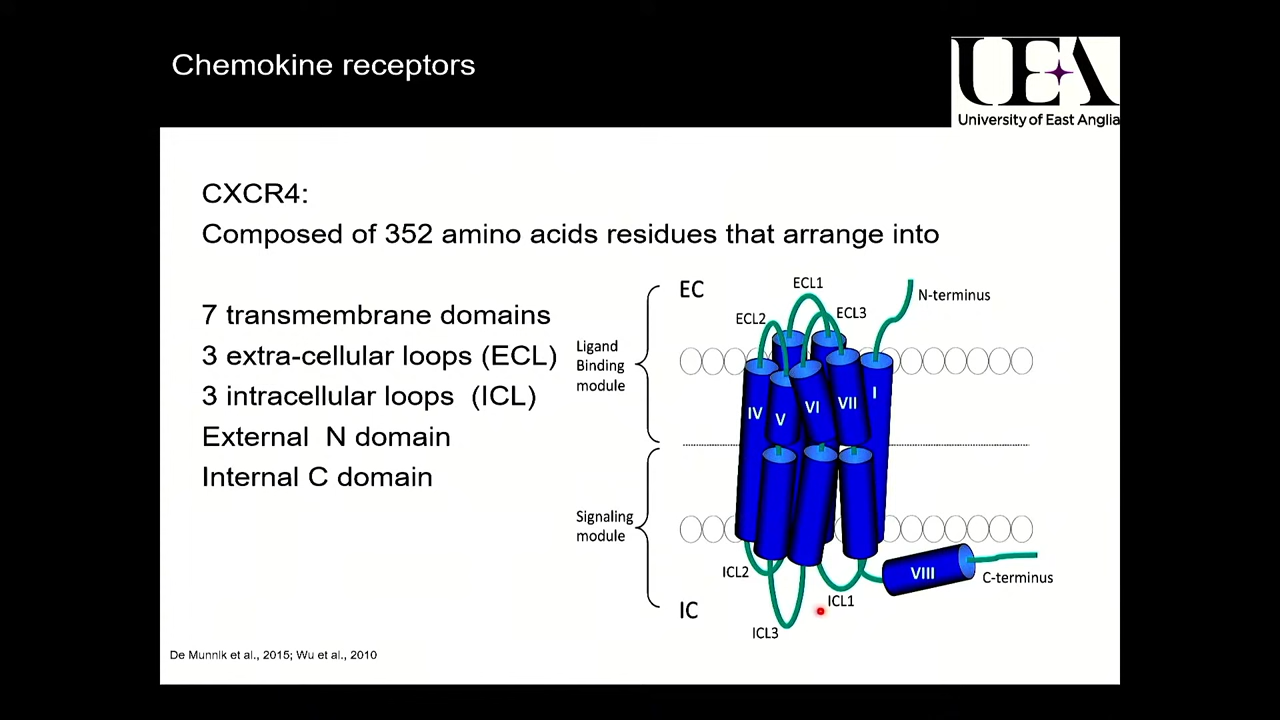 Chemokine receptors
UEA
University of East Anglia
CXCR4:
Composed of 352 amino acids residues that arrange into
7 transmembrane domains
3 extra-cellular loops (ECL)
3 intracellular loops (ICL)
External N domain
Internal C domain
EC
ECL1
N-terminus
ECL2
ECL3
Ligand
Binding
module
IV
V
VI
VII
I
Signaling
module
ICL2
VIII
C-terminus
ICL1
IC
ICL3
De Munnik et al., 2015; Wu et al., 2010